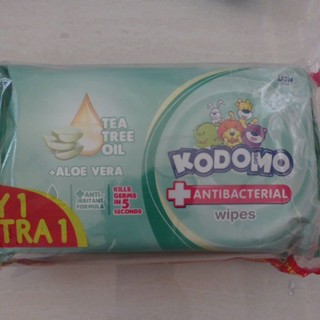 TEA
TREE
OIL
+ALOE VERA
+ ANTI-
IRRITANT
FORMULA
KILLS
GERMS
IN 5
SECONDS
KODOMO
ANTIBACTERIAL
wipes
Y 1
TRA 1